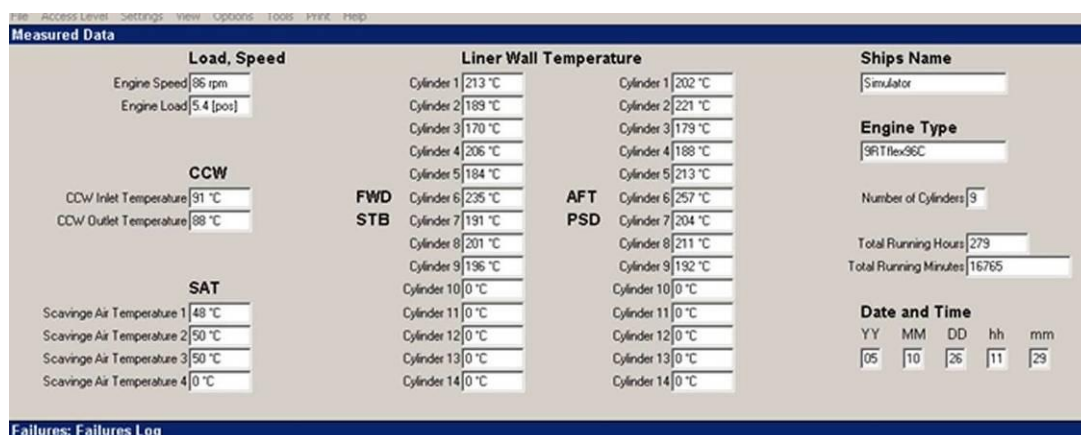 File Access Level Settings View Options Tools Print Help
Measured Data
Load, Speed
Engine Speed 86 rpm
Engine Load 5.4 [pos]
CCW
CCW Inlet Temperature 91 °C
CCW Outlet Temperature 88 °C
SAT
Scavinge Air Temperature 1 48 °C
Scavinge Air Temperature 2 50 °C
Scavinge Air Temperature 3 50 °C
Scavinge Air Temperature 4 0 °C
Liner Wall Temperature
FWD
STB
Cylinder 1 213 °C
Cylinder 2 189 °C
Cylinder 3 170 °C
Cylinder 4 206 °C
Cylinder 5 184 °C
Cylinder 6 235 °C
Cylinder 7 191 °C
Cylinder 8 201 °C
Cylinder 9 196 °C
Cylinder 10 0 °C
Cylinder 11 0 °C
Cylinder 12 0 °C
Cylinder 13 0 °C
Cylinder 14 0 °C
AFT
PSD
Cylinder 1 202 °C
Cylinder 2 221 °C
Cylinder 3 179 °C
Cylinder 4 188 °C
Cylinder 5 213 °C
Cylinder 6 257 °C
Cylinder 7 204 °C
Cylinder 8 211 °C
Cylinder 9 192 °C
Cylinder 10 0 °C
Cylinder 11 0 °C
Cylinder 12 0 °C
Cylinder 13 0 °C
Cylinder 14 0 °C
Ships Name
Simulator
Engine Type
9RTflex96C
Number of Cylinders 9
Total Running Hours 279
Total Running Minutes 16765
Date and Time
YY MM DD hh mm
05 10 26 11 29
Failures: Failures Log